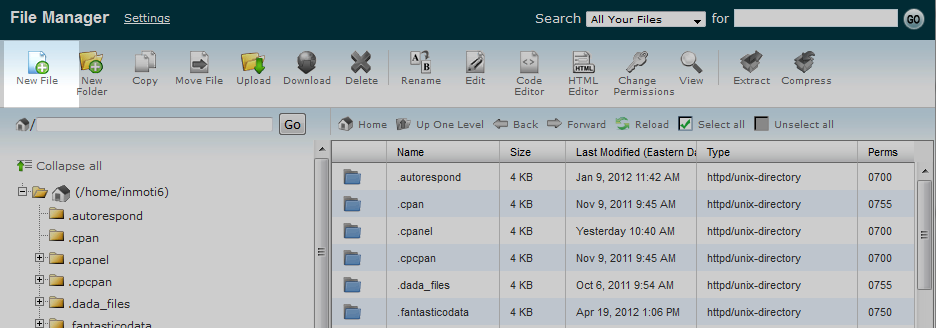 File Manager Settings Search All Your Files for GO
New File New Folder Copy Move File Upload Download Delete Rename Edit Code Editor HTML Editor Change Permissions View Extract Compress
/ Go Home Up One Level Back Forward Reload Select all Unselect all
Collapse all
Name Size Last Modified (Eastern Da Type Perms
(/home/inmoti6)
.autorespond
.cpan
.cpanel
.cpcpan
.dada_files
.fantasticodata
.autorespond 4 KB Jan 9, 2012 11:42 AM httpd/unix-directory 0700
.cpan 4 KB Nov 9, 2011 9:45 AM httpd/unix-directory 0755
.cpanel 4 KB Yesterday 10:40 AM httpd/unix-directory 0700
.cpcpan 4 KB Nov 9, 2011 9:45 AM httpd/unix-directory 0700
.dada_files 4 KB Oct 6, 2011 9:54 AM httpd/unix-directory 0755
.fantasticodata 4 KB Apr 19, 2012 1:06 PM httpd/unix-directory 0750